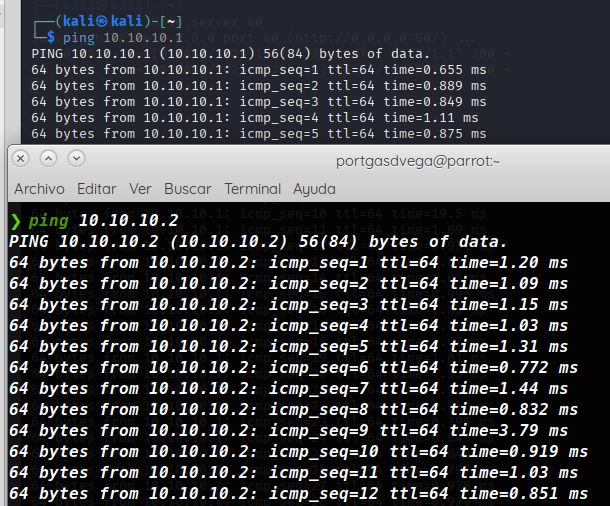 ┌──(kali㉿kali)-[~]
└─$ ping 10.10.10.1
PING 10.10.10.1 (10.10.10.1) 56(84) bytes of data.
64 bytes from 10.10.10.1: icmp_seq=1 ttl=64 time=0.655 ms
64 bytes from 10.10.10.1: icmp_seq=2 ttl=64 time=0.889 ms
64 bytes from 10.10.10.1: icmp_seq=3 ttl=64 time=0.849 ms
64 bytes from 10.10.10.1: icmp_seq=4 ttl=64 time=1.11 ms
64 bytes from 10.10.10.1: icmp_seq=5 ttl=64 time=0.875 ms
portgasdvega@parrot:~
Archivo Editar Ver Buscar Terminal Ayuda
❯ ping 10.10.10.2
PING 10.10.10.2 (10.10.10.2) 56(84) bytes of data.
64 bytes from 10.10.10.2: icmp_seq=1 ttl=64 time=1.20 ms
64 bytes from 10.10.10.2: icmp_seq=2 ttl=64 time=1.09 ms
64 bytes from 10.10.10.2: icmp_seq=3 ttl=64 time=1.15 ms
64 bytes from 10.10.10.2: icmp_seq=4 ttl=64 time=1.03 ms
64 bytes from 10.10.10.2: icmp_seq=5 ttl=64 time=1.31 ms
64 bytes from 10.10.10.2: icmp_seq=6 ttl=64 time=0.772 ms
64 bytes from 10.10.10.2: icmp_seq=7 ttl=64 time=1.44 ms
64 bytes from 10.10.10.2: icmp_seq=8 ttl=64 time=0.832 ms
64 bytes from 10.10.10.2: icmp_seq=9 ttl=64 time=3.79 ms
64 bytes from 10.10.10.2: icmp_seq=10 ttl=64 time=0.919 ms
64 bytes from 10.10.10.2: icmp_seq=11 ttl=64 time=1.03 ms
64 bytes from 10.10.10.2: icmp_seq=12 ttl=64 time=0.851 ms